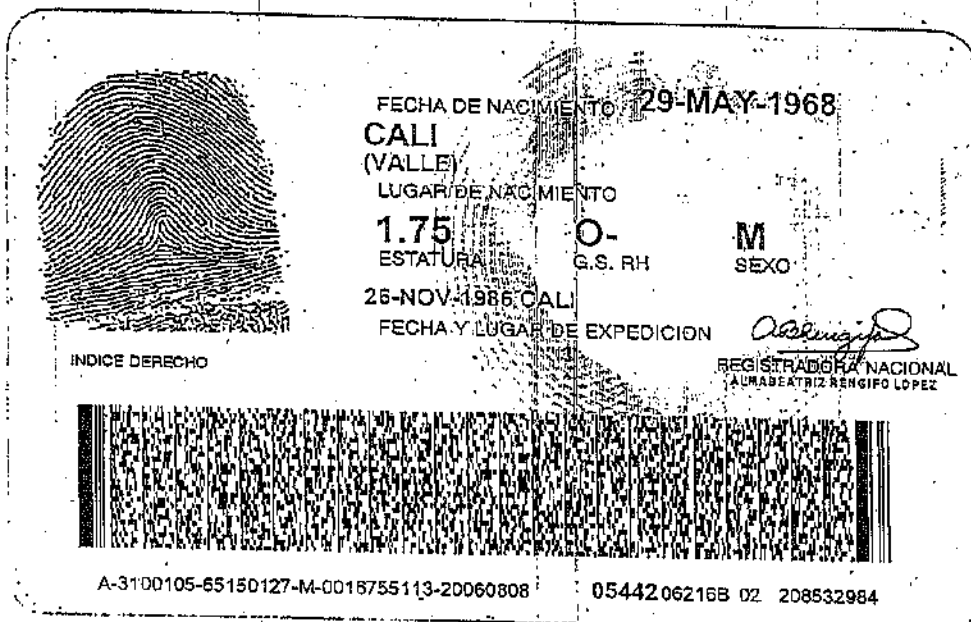 FECHA DE NACIMIENTO 29-MAY-1968
CALI
(VALLE)
LUGAR DE NACIMIENTO
1.75 O- M
ESTATURA G.S. RH SEXO
26-NOV-1986 CALI
FECHA Y LUGAR DE EXPEDICION
INDICE DERECHO
REGISTRADORA NACIONAL
ALMABEATRIZ RENGIFO LOPEZ
A-3100105-65150127-M-0016755113-20060808 05442 06216B 02 208532984